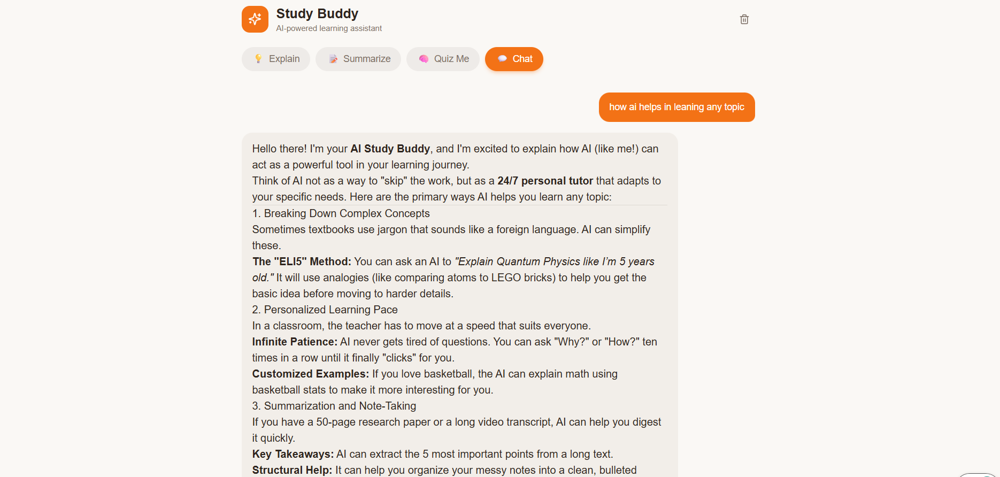 Study Buddy
AI-powered learning assistant
Explain
Summarize
Quiz Me
Chat
how ai helps in leaning any topic
Hello there! I'm your AI Study Buddy, and I'm excited to explain how AI (like me!) can
act as a powerful tool in your learning journey.
Think of AI not as a way to "skip" the work, but as a 24/7 personal tutor that adapts to
your specific needs. Here are the primary ways AI helps you learn any topic:
1. Breaking Down Complex Concepts
Sometimes textbooks use jargon that sounds like a foreign language. AI can simplify
these.
The "ELI5" Method: You can ask an AI to "Explain Quantum Physics like I’m 5 years
old." It will use analogies (like comparing atoms to LEGO bricks) to help you get the
basic idea before moving to harder details.
2. Personalized Learning Pace
In a classroom, the teacher has to move at a speed that suits everyone.
Infinite Patience: AI never gets tired of questions. You can ask "Why?" or "How?" ten
times in a row until it finally "clicks" for you.
Customized Examples: If you love basketball, the AI can explain math using
basketball stats to make it more interesting for you.
3. Summarization and Note-Taking
If you have a 50-page research paper or a long video transcript, AI can help you digest
it quickly.
Key Takeaways: AI can extract the 5 most important points from a long text.
Structural Help: It can help you organize your messy notes into a clean, bulleted